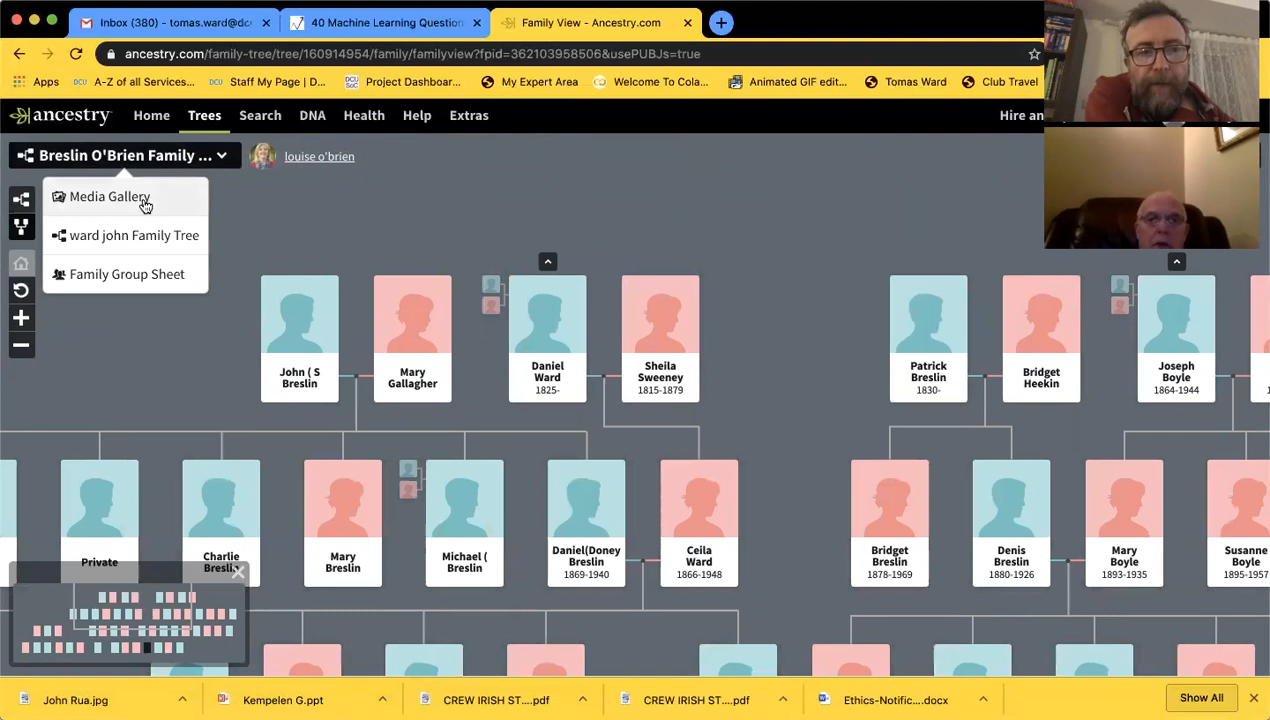 Inbox (380) - tomas.ward@dc
40 Machine Learning Question
Family View - Ancestry.com
ancestry.com/family-tree/tree/160914954/family/familyview?fpid=362103958506&usePUBJs=true
Apps
DCU A-Z of all Services...
DCU Staff My Page | D...
DCU SoC Project Dashboar...
My Expert Area
Welcome To Cola...
Animated GIF edit...
Tomas Ward
Club Travel
ancestry
Home
Trees
Search
DNA
Health
Help
Extras
Hire an
Breslin O'Brien Family ...
louise o'brien
Media Gallery
ward john Family Tree
Family Group Sheet
John ( S Breslin
Mary Gallagher
Daniel Ward
1825-
Sheila Sweeney
1815-1879
Patrick Breslin
1830-
Bridget Heekin
Joseph Boyle
1864-1944
Private
Charlie Breslin
Mary Breslin
Michael ( Breslin
Daniel(Doney Breslin
1869-1940
Ceila Ward
1866-1948
Bridget Breslin
1878-1969
Denis Breslin
1880-1926
Mary Boyle
1893-1935
Susanne Boyle
1895-1957
John Rua.jpg
Kempelen G.ppt
CREW IRISH ST....pdf
CREW IRISH ST....pdf
Ethics-Notific....docx
Show All